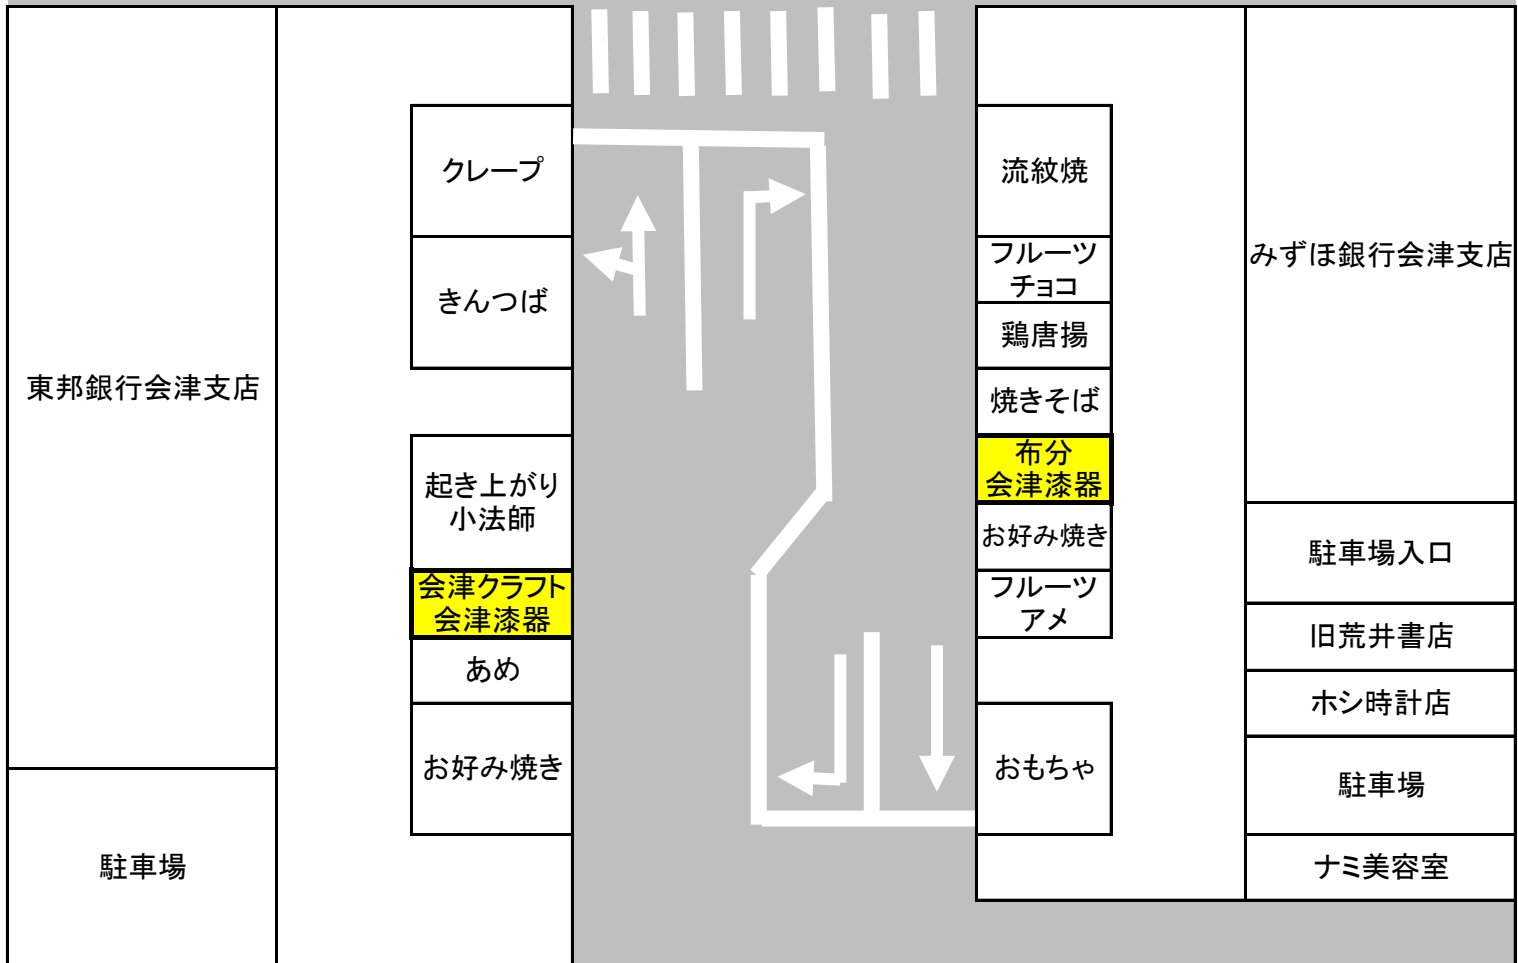 東邦銀行会津支店
駐車場
クレープ
きんつば
起き上がり
小法師
会津クラフト
会津漆器
あめ
お好み焼き
流紋焼
フルーツ
チョコ
鶏唐揚
焼きそば
布分
会津漆器
お好み焼き
フルーツ
アメ
おもちゃ
みずほ銀行会津支店
駐車場入口
旧荒井書店
ホシ時計店
駐車場
ナミ美容室